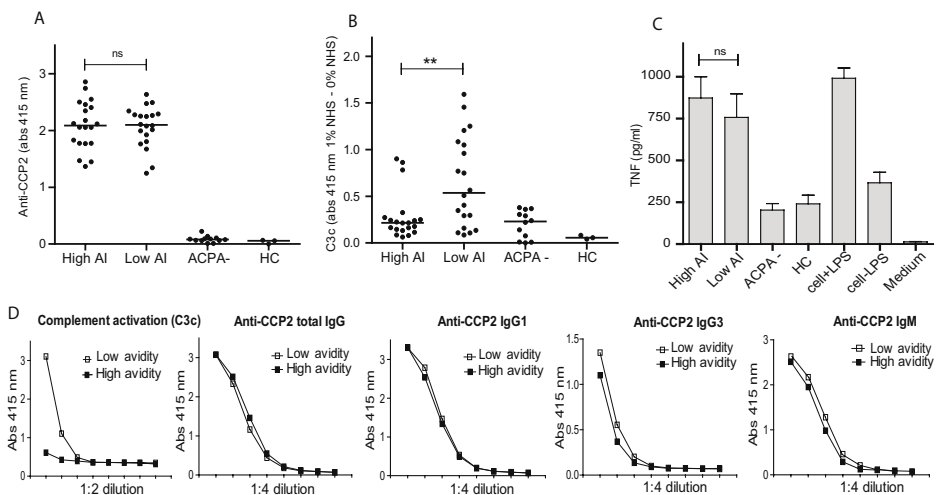 A
Anti-CCP2 (abs 415 nm)
3
2
1
0
ns
High AI
Low AI
ACPA-
HC
B
C3c (abs 415 nm 1% NHS - 0% NHS)
2.0
1.5
1.0
0.5
0.0
**
High AI
Low AI
ACPA -
HC
C
TNF (pg/ml)
1000
750
500
250
0
ns
High AI
Low AI
ACPA -
HC
cell+LPS
cell-LPS
Medium
D
Complement activation (C3c)
Low avidity
High avidity
Abs 415 nm
3
2
1
0
1:2 dilution
Anti-CCP2 total IgG
Low avidity
High avidity
Abs 415 nm
3
2
1
0
1:4 dilution
Anti-CCP2 IgG1
Low avidity
High avidity
Abs 415 nm
3
2
1
0
1:4 dilution
Anti-CCP2 IgG3
Low avidity
High avidity
Abs 415 nm
1.5
1.0
0.5
0.0
1:4 dilution
Anti-CCP2 IgM
Low avidity
High avidity
Abs 415 nm
3
2
1
0
1:4 dilution